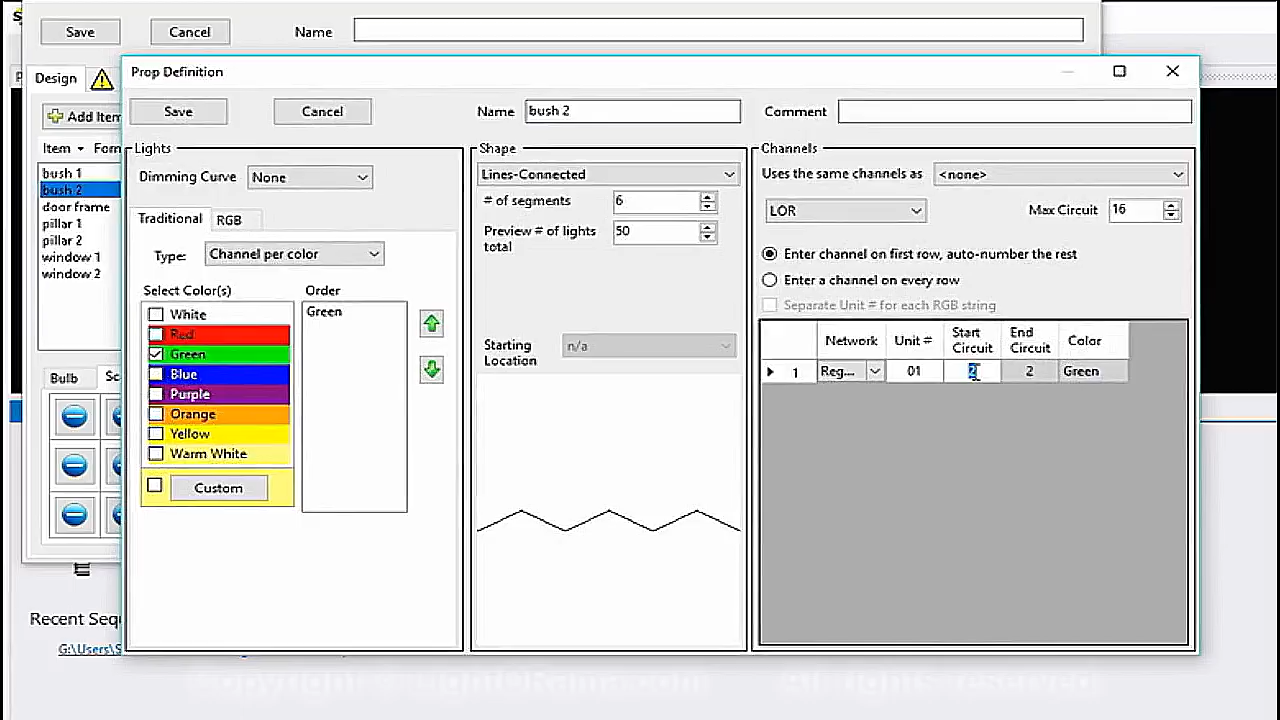 Save Cancel Name
Prop Definition
Design
Save Cancel Name bush 2 Comment
Add Item
Lights Shape Channels
Item
Dimming Curve None Lines-Connected Uses the same channels as <none>
bush 1
bush 2
door frame
pillar 1
pillar 2
window 1
window 2
# of segments 6
LOR Max Circuit 16
Traditional RGB
Preview # of lights total 50
Type: Channel per color
Enter channel on first row, auto-number the rest
Enter a channel on every row
Separate Unit # for each RGB string
Select Color(s) Order
White
Red
Green
Blue
Purple
Orange
Yellow
Warm White
Custom
Green
Starting Location n/a
Network Unit # Start Circuit End Circuit Color
1 Reg... 01 2 2 Green
Bulb
Recent Sequ
G:\Users\S